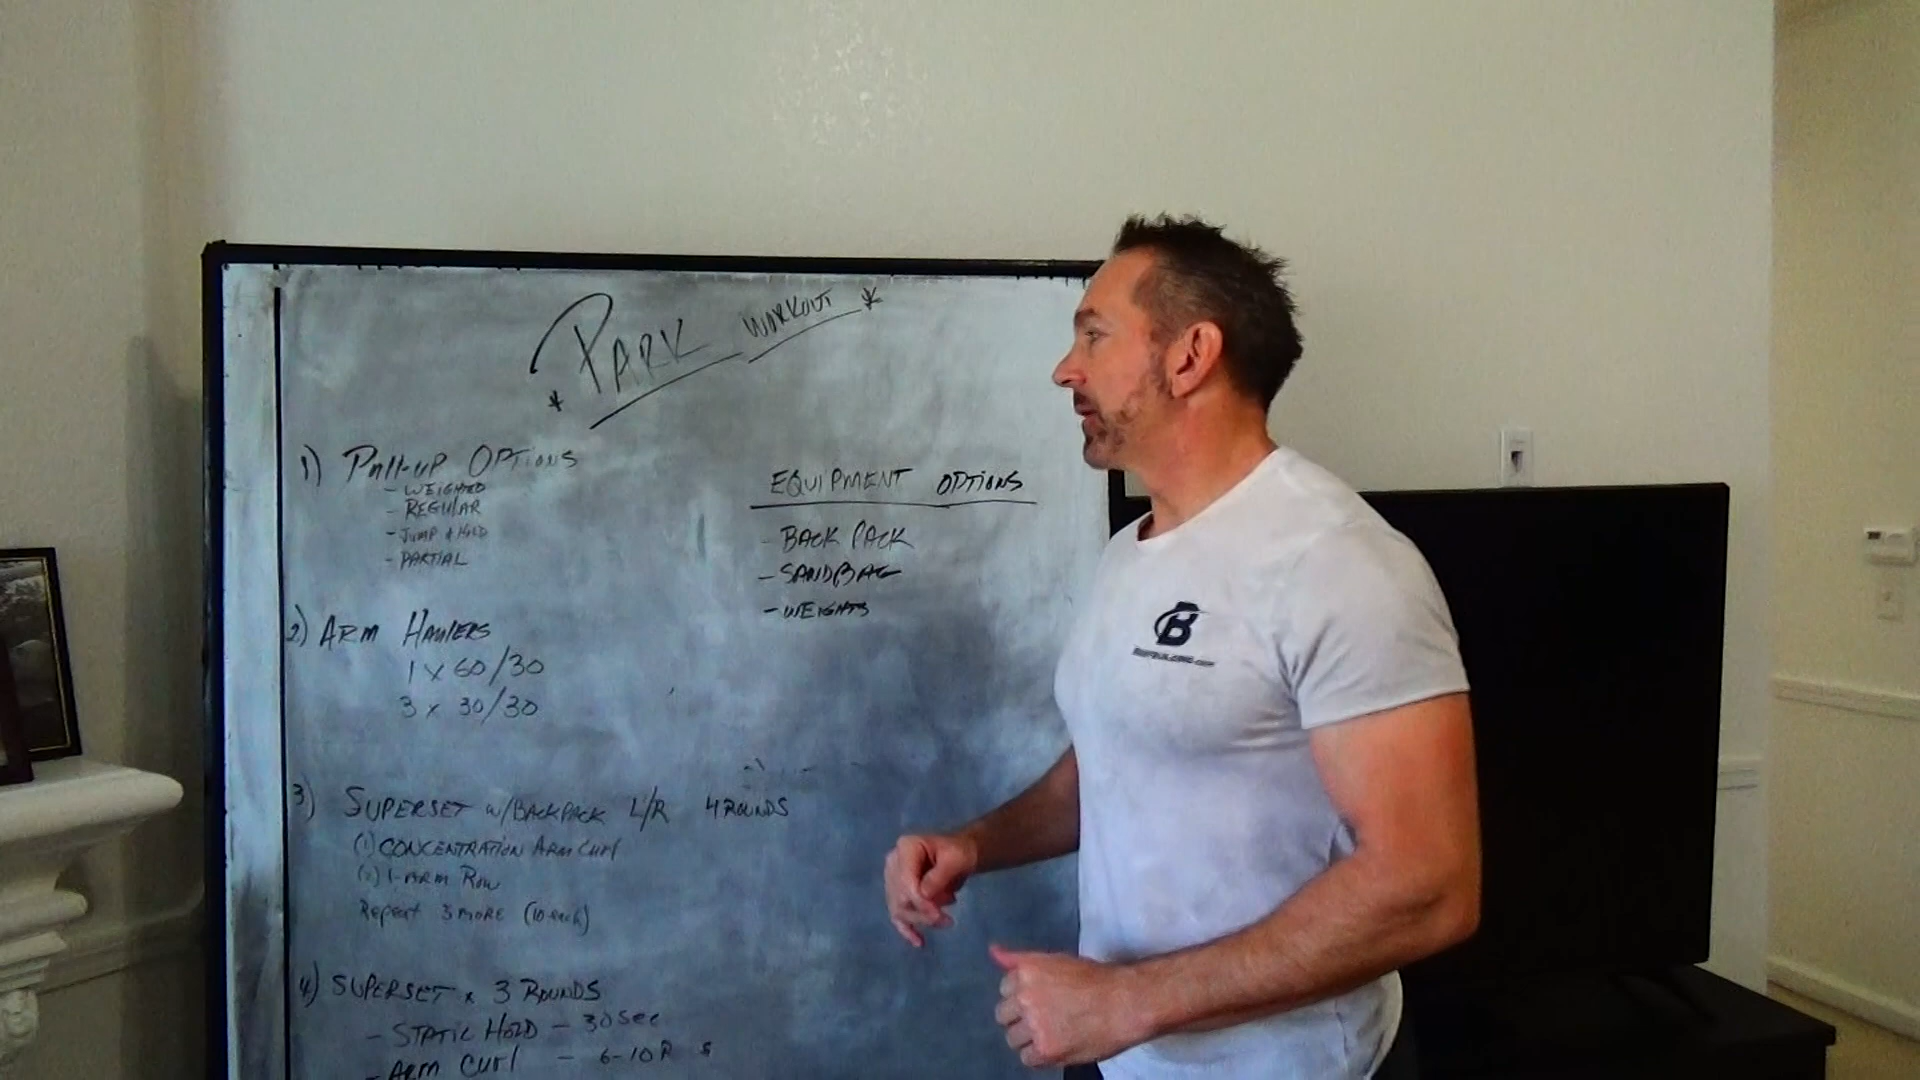 * PARK WORKOUT *
1) Pull-up OPTIONS
- WEIGHTED
- REGULAR
- JUMP & HOLD
- PARTIAL
EQUIPMENT OPTIONS
- BACK PACK
- SANDBAG
- WEIGHTS
2) ARM HAULERS
1 x 60/30
3 x 30/30
3) SUPERSET w/BACKPACK L/R 4 ROUNDS
(1) CONCENTRATION ARM CURL
(2) 1-ARM ROW
Repeat 3 MORE (10 each)
4) SUPERSET x 3 ROUNDS
- STATIC HOLD - 30 SEC
- ARM CURL - 6-10 R
B
BODYBUILDING.COM